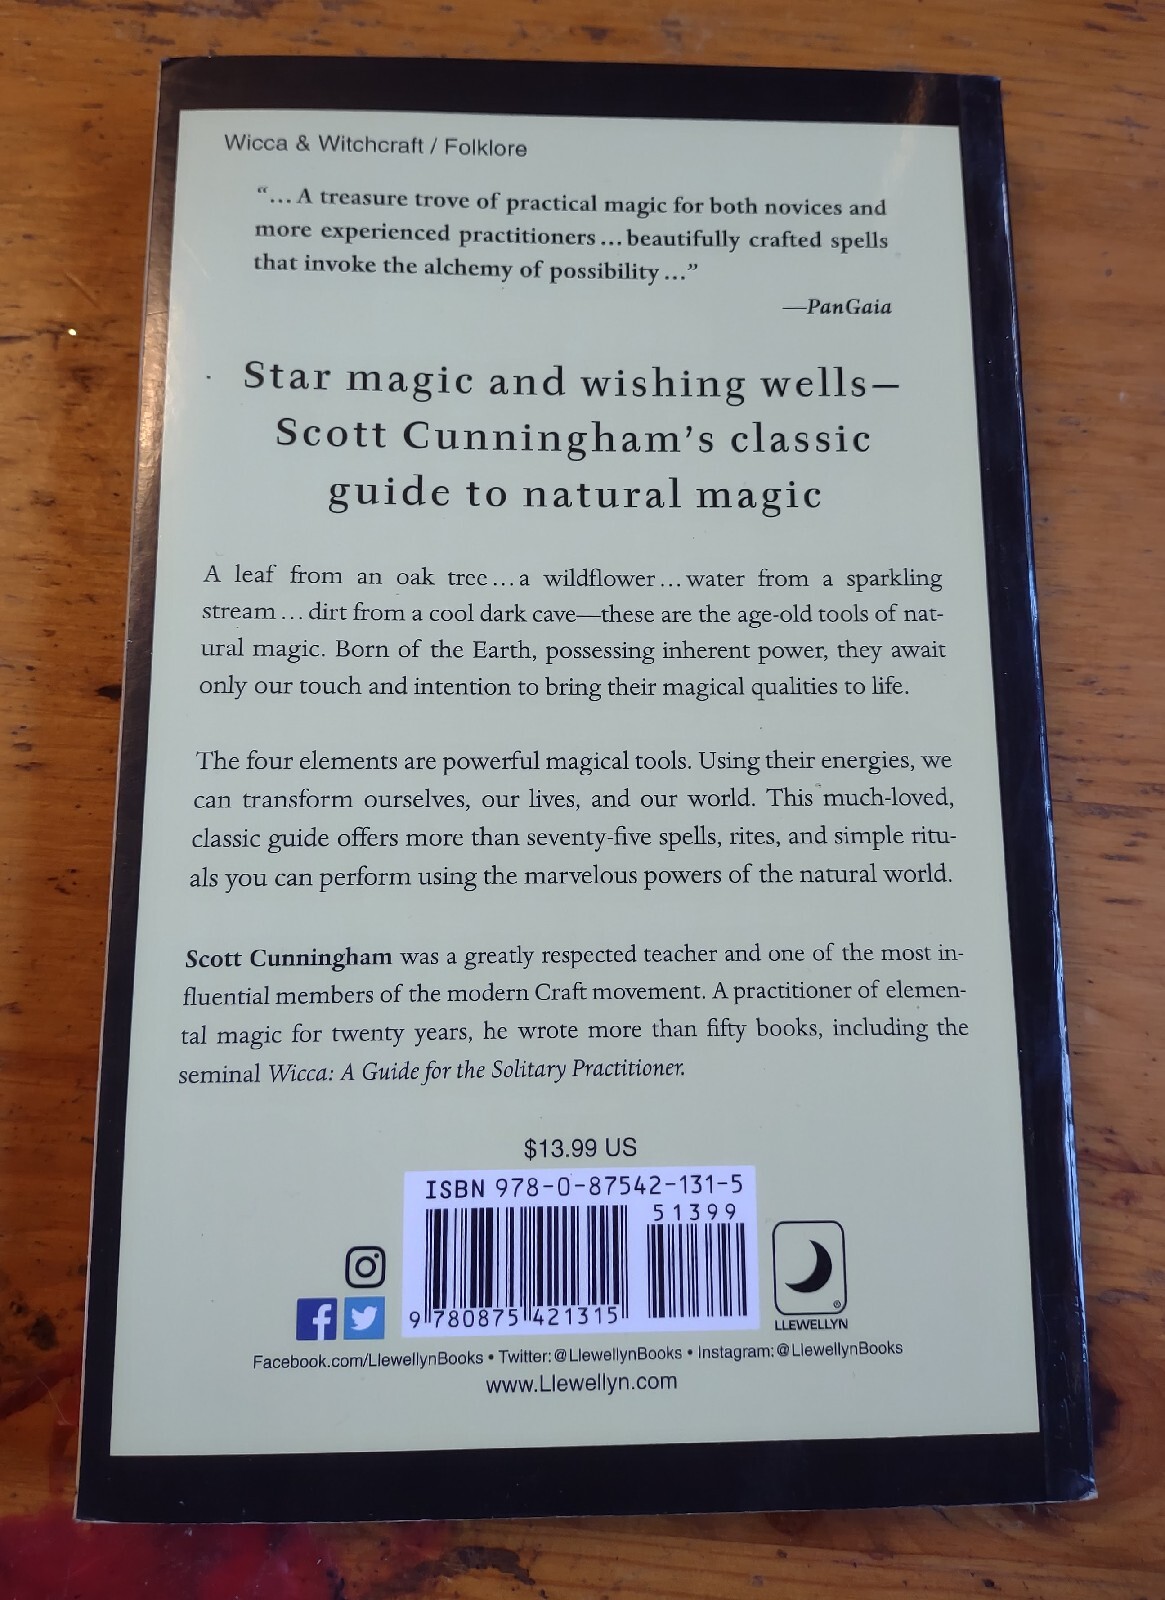 Wicca & Witchcraft / Folklore
“... A treasure trove of practical magic for both novices and
more experienced practitioners ... beautifully crafted spells
that invoke the alchemy of possibility ...”
—PanGaia
Star magic and wishing wells—
Scott Cunningham’s classic
guide to natural magic
A leaf from an oak tree ... a wildflower ... water from a sparkling
stream ... dirt from a cool dark cave—these are the age-old tools of nat-
ural magic. Born of the Earth, possessing inherent power, they await
only our touch and intention to bring their magical qualities to life.
The four elements are powerful magical tools. Using their energies, we
can transform ourselves, our lives, and our world. This much-loved,
classic guide offers more than seventy-five spells, rites, and simple ritu-
als you can perform using the marvelous powers of the natural world.
Scott Cunningham was a greatly respected teacher and one of the most in-
fluential members of the modern Craft movement. A practitioner of elemen-
tal magic for twenty years, he wrote more than fifty books, including the
seminal Wicca: A Guide for the Solitary Practitioner.
$13.99 US
ISBN 978-0-87542-131-5
51399
9 780875 421315
®
LLEWELLYN
Facebook.com/LlewellynBooks • Twitter: @LlewellynBooks • Instagram: @LlewellynBooks
www.Llewellyn.com